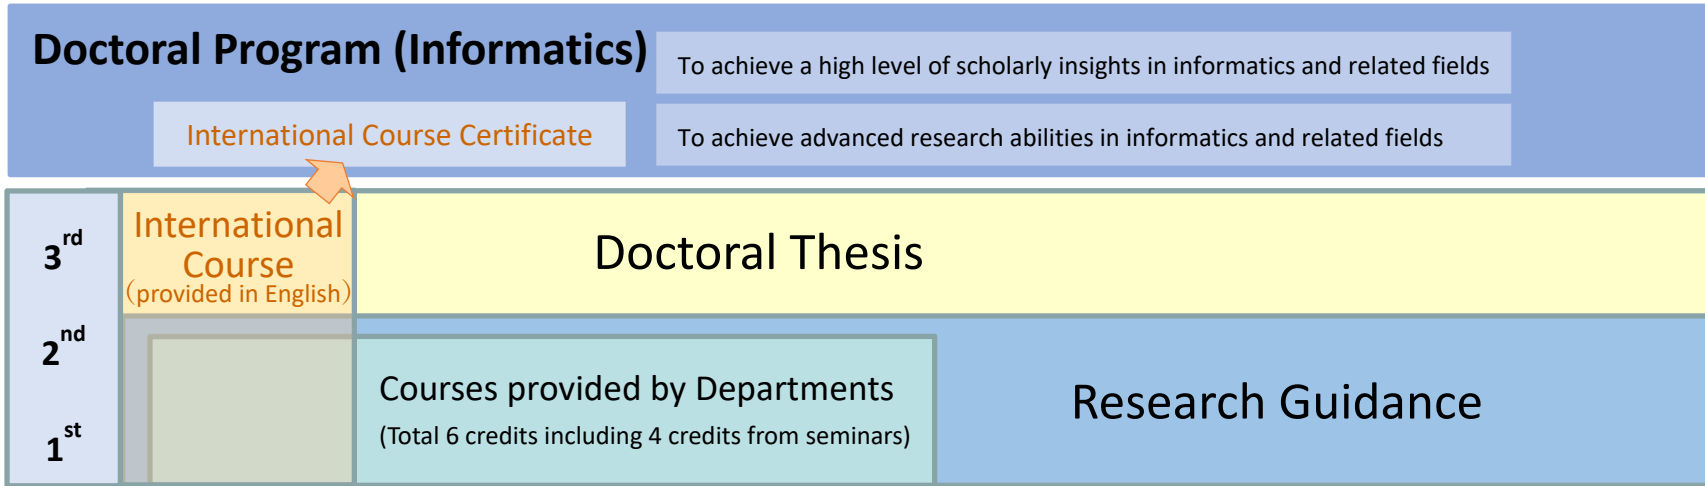 Doctoral Program (Informatics)
To achieve a high level of scholarly insights in informatics and related fields
International Course Certificate
To achieve advanced research abilities in informatics and related fields
3rd
International
Course
（provided in English）
Doctoral Thesis
2nd
Courses provided by Departments
(Total 6 credits including 4 credits from seminars)
Research Guidance
1st